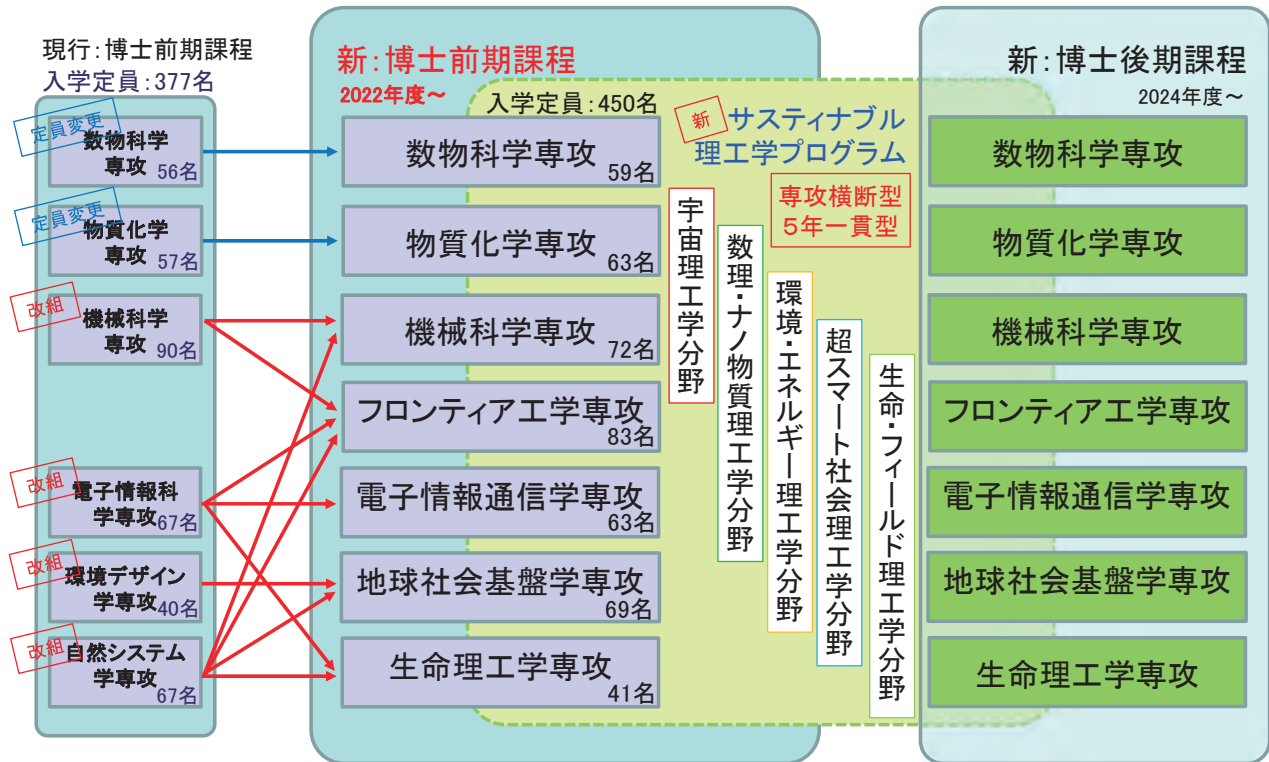 現行:博士前期課程
入学定員:377名
定員変更
数物科学
専攻 56名
定員変更
物質化学
専攻 57名
改組
機械科学
専攻 90名
改組
電子情報科
学専攻67名
改組
環境デザイン
学専攻40名
改組
自然システム
学専攻67名
新:博士前期課程
2022年度~
入学定員:450名
数物科学専攻
59名
物質化学専攻
63名
機械科学専攻
72名
フロンティア工学専攻
83名
電子情報通信学専攻
63名
地球社会基盤学専攻
69名
生命理工学専攻
41名
新
サスティナブル
理工学プログラム
専攻横断型
5年一貫型
宇宙理工学分野
数理・ナノ物質理工学分野
環境・エネルギー理工学分野
超スマート社会理工学分野
生命・フィールド理工学分野
新:博士後期課程
2024年度~
数物科学専攻
物質化学専攻
機械科学専攻
フロンティア工学専攻
電子情報通信学専攻
地球社会基盤学専攻
生命理工学専攻